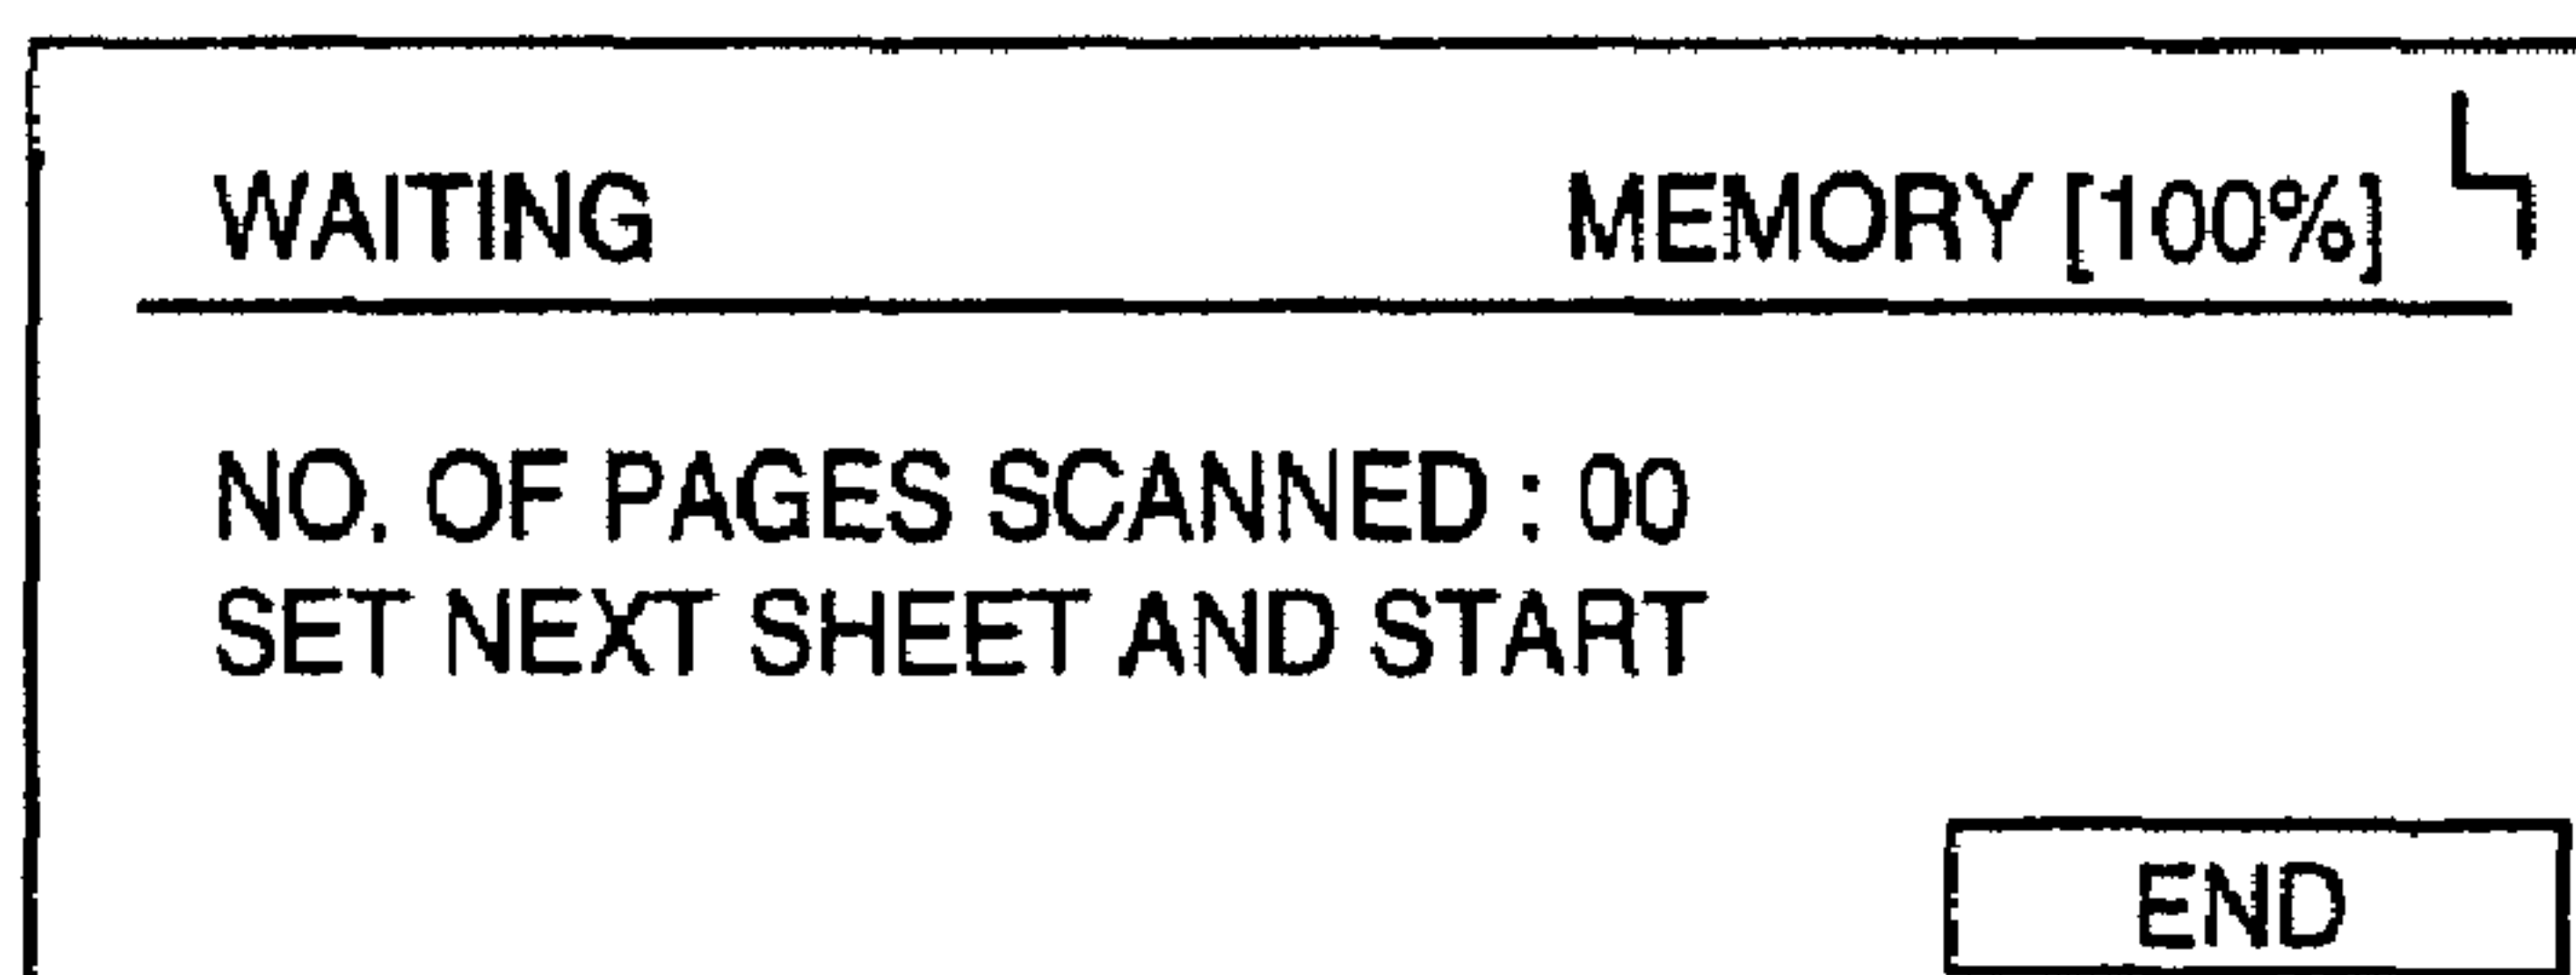 WAITING MEMORY [100%]
NO. OF PAGES SCANNED : 00
SET NEXT SHEET AND START
END